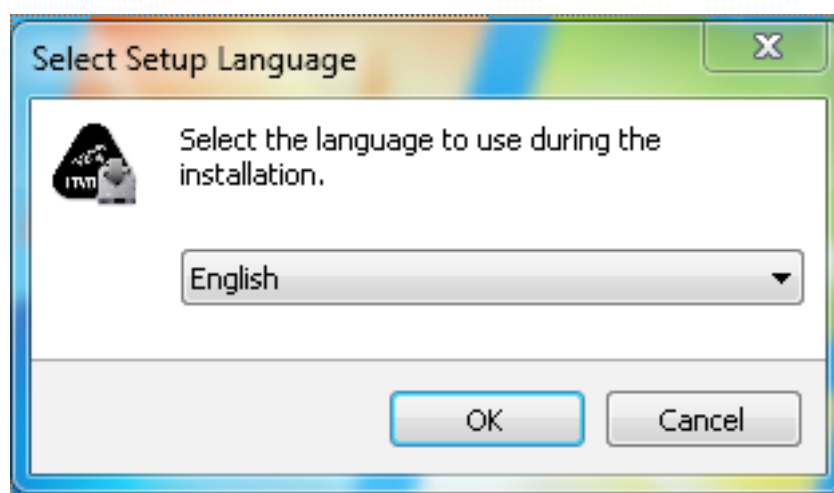 Select Setup Language
Select the language to use during the
installation.
English
OK
Cancel